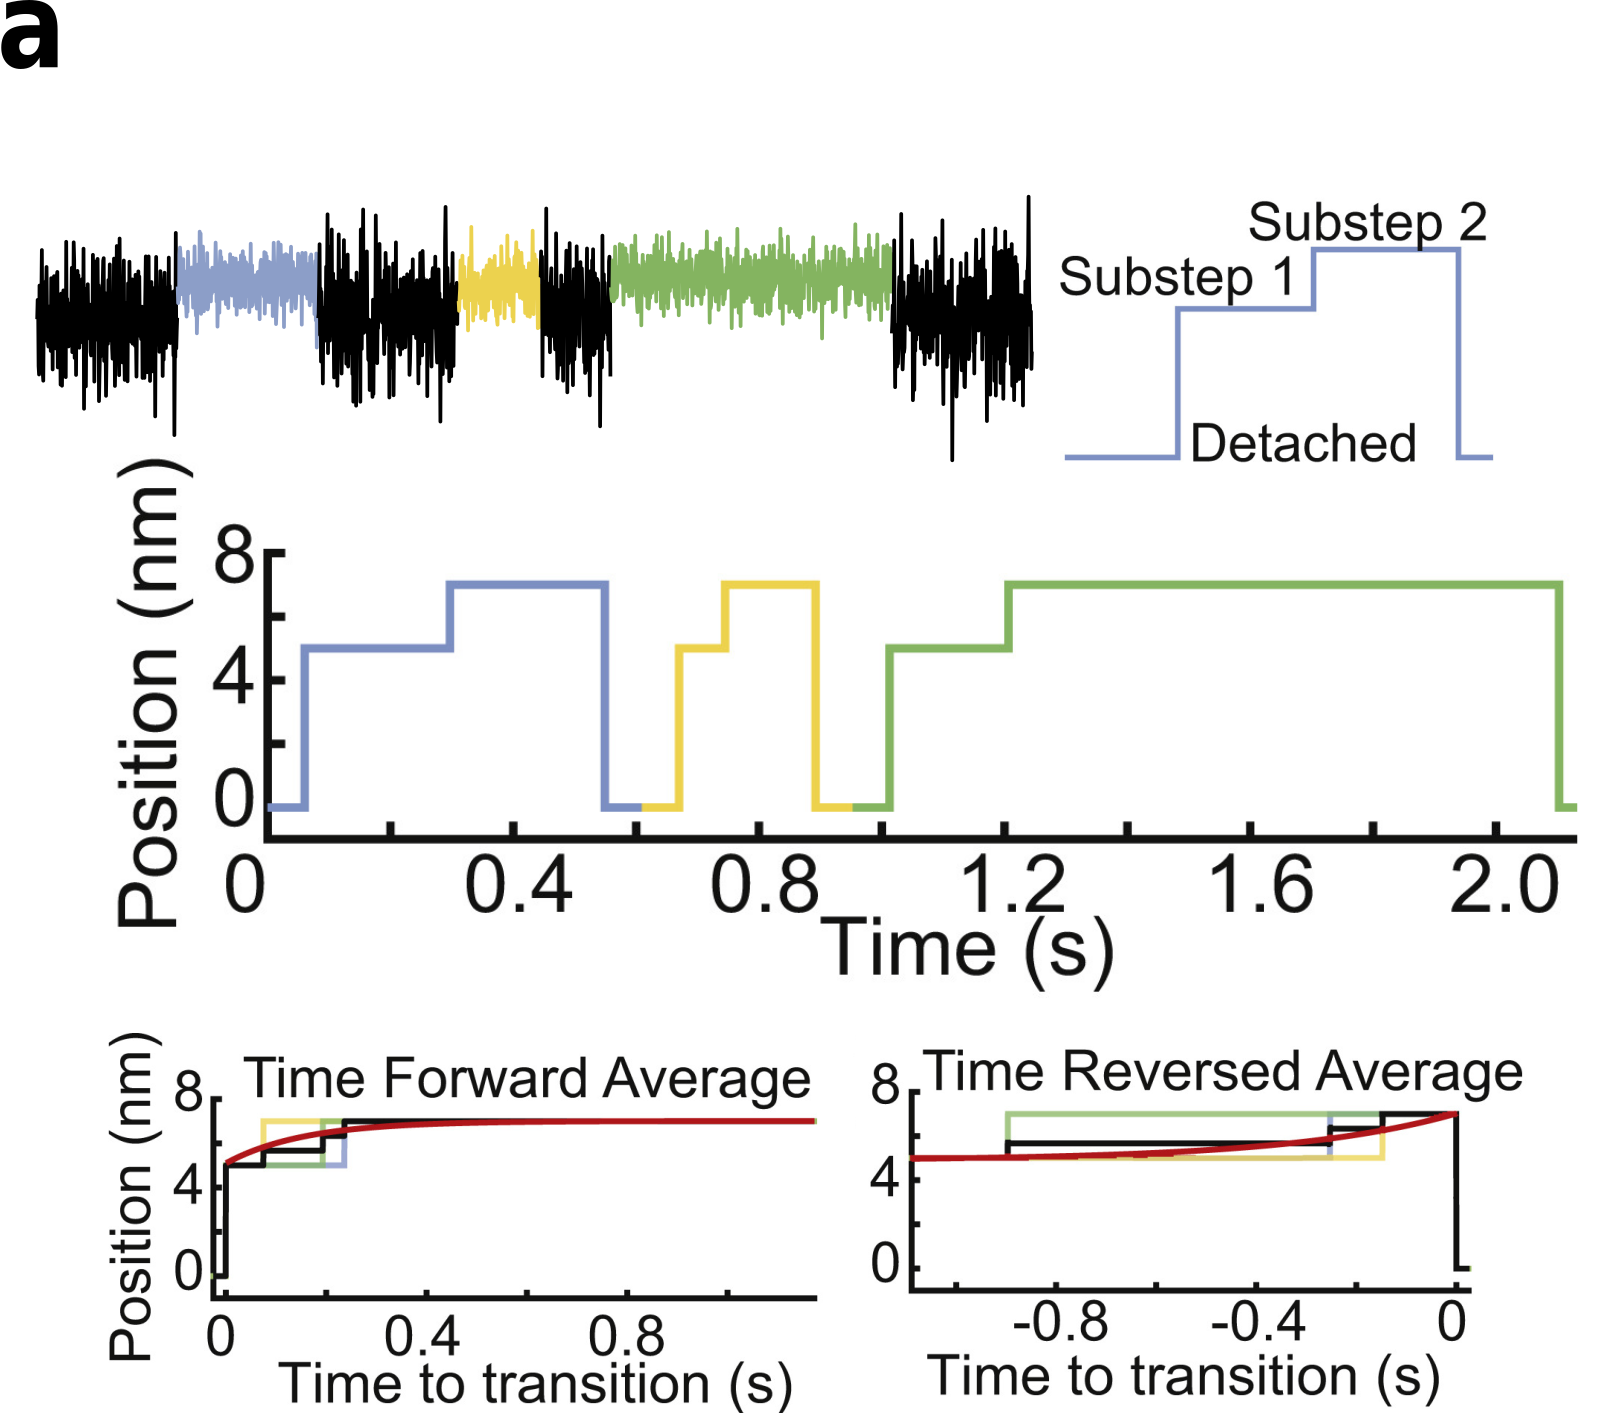 a
Substep 2
Substep 1
Detached
Position (nm)
8
4
0
0 0.4 0.8 1.2 1.6 2.0
Time (s)
Time Forward Average
Position (nm)
8
4
0
0 0.4 0.8
Time to transition (s)
Time Reversed Average
8
4
0
-0.8 -0.4 0
Time to transition (s)